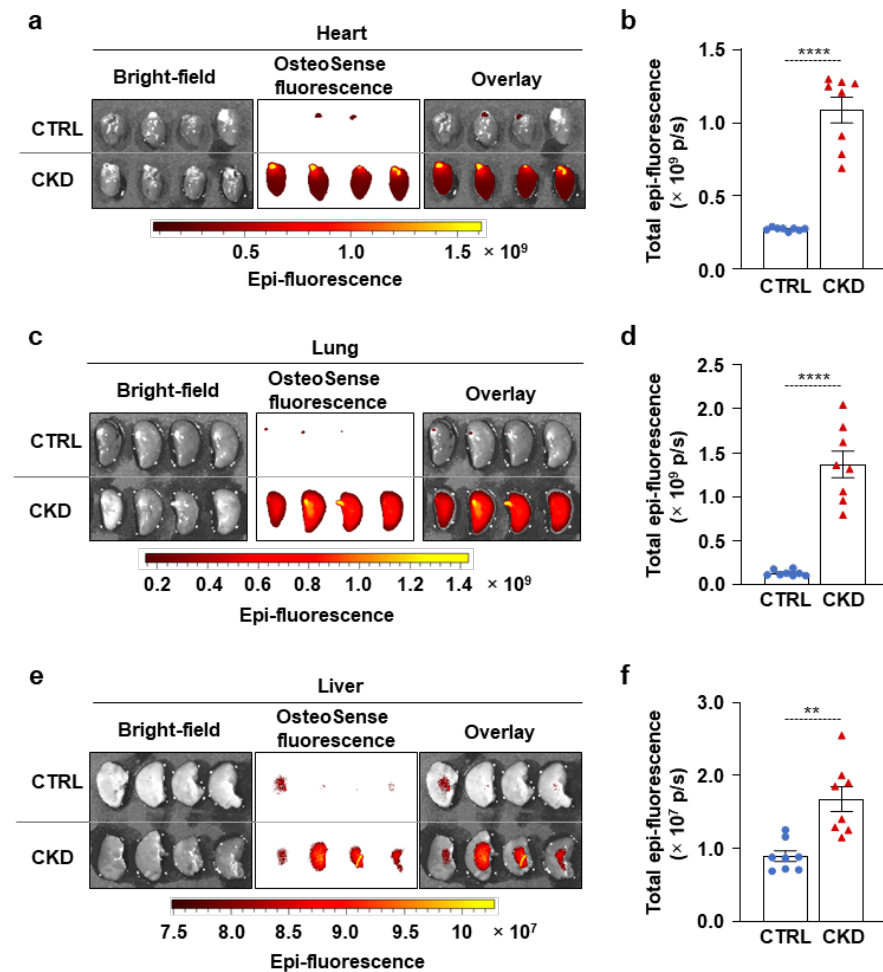 a
Heart
Bright-field
OsteoSense
fluorescence
Overlay
CTRL
CKD
0.5 1.0 1.5 × 10⁹
Epi-fluorescence
b
Total epi-fluorescence
(× 10⁹ p/s)
1.5
1.0
0.5
0.0
****
CTRL CKD
c
Lung
Bright-field
OsteoSense
fluorescence
Overlay
CTRL
CKD
0.2 0.4 0.6 0.8 1.0 1.2 1.4 × 10⁹
Epi-fluorescence
d
Total epi-fluorescence
(× 10⁹ p/s)
2.5
2.0
1.5
1.0
0.5
0.0
****
CTRL CKD
e
Liver
Bright-field
OsteoSense
fluorescence
Overlay
CTRL
CKD
7.5 8.0 8.5 9.0 9.5 10 × 10⁷
Epi-fluorescence
f
Total epi-fluorescence
(× 10⁷ p/s)
3.0
2.0
1.0
0.0
**
CTRL CKD